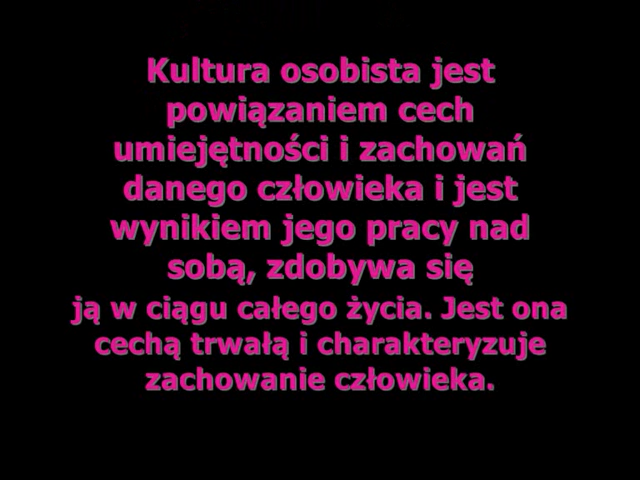 Kultura osobista jest
powiązaniem cech
umiejętności i zachowań
danego człowieka i jest
wynikiem jego pracy nad
sobą, zdobywa się
ją w ciągu całego życia. Jest ona
cechą trwałą i charakteryzuje
zachowanie człowieka.